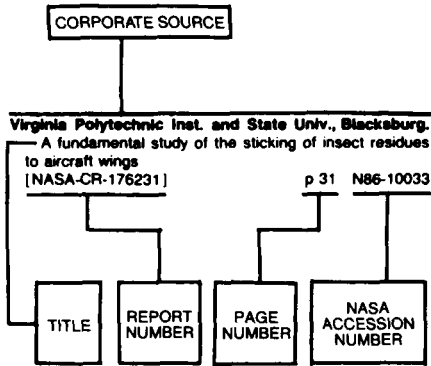 CORPORATE SOURCE
Virginia Polytechnic Inst. and State Univ., Blacksburg.
A fundamental study of the sticking of insect residues
to aircraft wings
[NASA-CR-176231] p 31 N86-10033
TITLE
REPORT
NUMBER
PAGE
NUMBER
NASA
ACCESSION
NUMBER